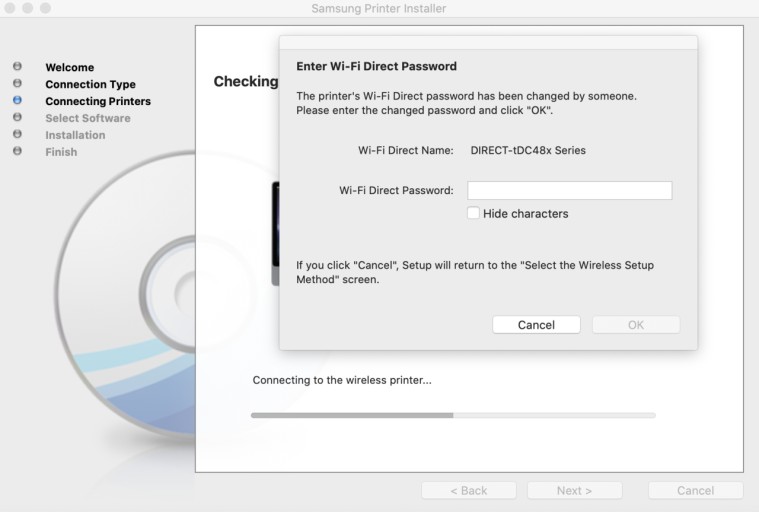 Samsung Printer Installer
Welcome
Connection Type
Connecting Printers
Select Software
Installation
Finish
Checking
Enter Wi-Fi Direct Password
The printer's Wi-Fi Direct password has been changed by someone.
Please enter the changed password and click "OK".
Wi-Fi Direct Name: DIRECT-tDC48x Series
Wi-Fi Direct Password:
Hide characters
If you click "Cancel", Setup will return to the "Select the Wireless Setup
Method" screen.
Cancel OK
Connecting to the wireless printer...
< Back Next > Cancel